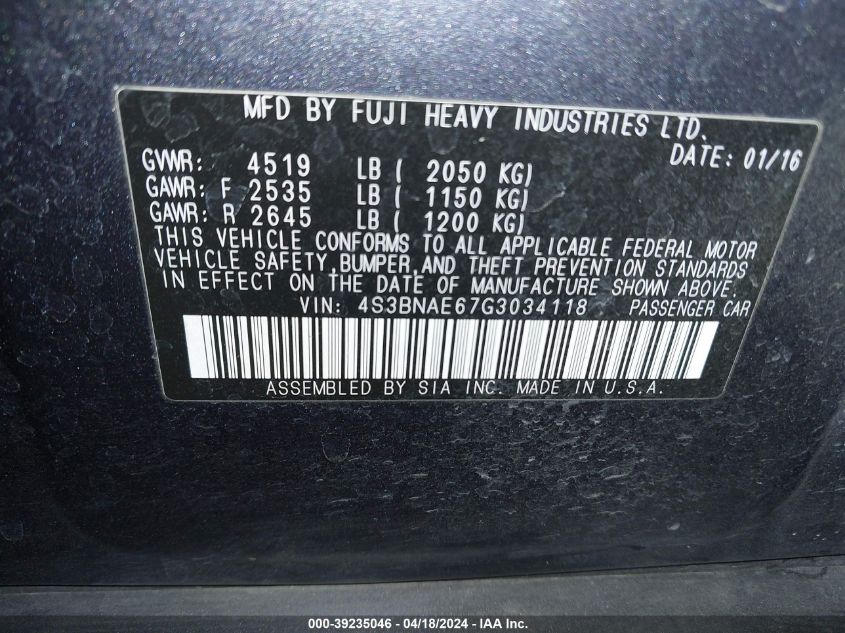 MFD BY FUJI HEAVY INDUSTRIES LTD.
DATE: 01/16
GVWR: 4519 LB ( 2050 KG)
GAWR: F 2535 LB ( 1150 KG)
GAWR: R 2645 LB ( 1200 KG)
THIS VEHICLE CONFORMS TO ALL APPLICABLE FEDERAL MOTOR
VEHICLE SAFETY,BUMPER,AND THEFT PREVENTION STANDARDS
IN EFFECT ON THE DATE OF MANUFACTURE SHOWN ABOVE.
VIN: 4S3BNAE67G3034118 PASSENGER CAR
ASSEMBLED BY SIA INC. MADE IN U.S.A.
000-39235046 - 04/18/2024 - IAA Inc.